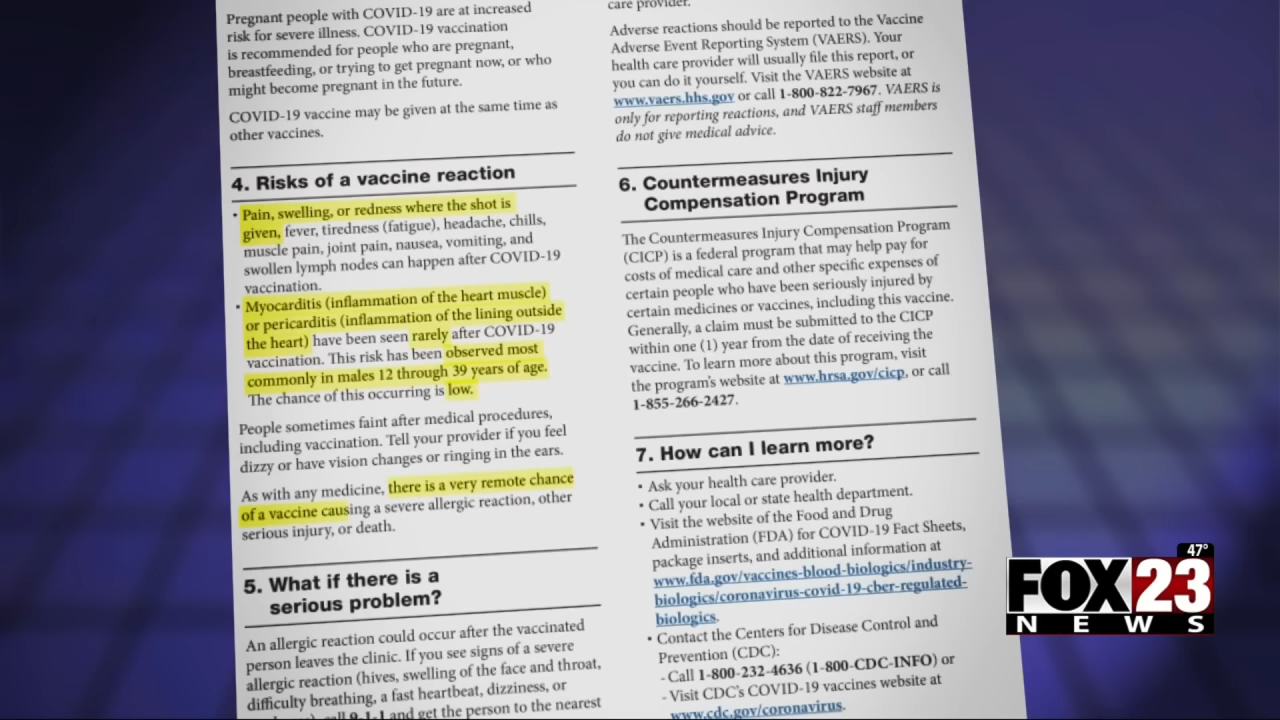 Pregnant people with COVID-19 are at increased
risk for severe illness. COVID-19 vaccination
is recommended for people who are pregnant,
breastfeeding, or trying to get pregnant now, or who
might become pregnant in the future.
COVID-19 vaccine may be given at the same time as
other vaccines.
4. Risks of a vaccine reaction
• Pain, swelling, or redness where the shot is
given, fever, tiredness (fatigue), headache, chills,
muscle pain, joint pain, nausea, vomiting, and
swollen lymph nodes can happen after COVID-19
vaccination.
• Myocarditis (inflammation of the heart muscle)
or pericarditis (inflammation of the lining outside
the heart) have been seen rarely after COVID-19
vaccination. This risk has been observed most
commonly in males 12 through 39 years of age.
The chance of this occurring is low.
People sometimes faint after medical procedures,
including vaccination. Tell your provider if you feel
dizzy or have vision changes or ringing in the ears.
As with any medicine, there is a very remote chance
of a vaccine causing a severe allergic reaction, other
serious injury, or death.
5. What if there is a
serious problem?
An allergic reaction could occur after the vaccinated
person leaves the clinic. If you see signs of a severe
allergic reaction (hives, swelling of the face and throat,
difficulty breathing, a fast heartbeat, dizziness, or
call 9-1-1 and get the person to the nearest
care provider.
Adverse reactions should be reported to the Vaccine
Adverse Event Reporting System (VAERS). Your
health care provider will usually file this report, or
you can do it yourself. Visit the VAERS website at
www.vaers.hhs.gov or call 1-800-822-7967. VAERS is
only for reporting reactions, and VAERS staff members
do not give medical advice.
6. Countermeasures Injury
Compensation Program
The Countermeasures Injury Compensation Program
(CICP) is a federal program that may help pay for
costs of medical care and other specific expenses of
certain people who have been seriously injured by
certain medicines or vaccines, including this vaccine.
Generally, a claim must be submitted to the CICP
within one (1) year from the date of receiving the
vaccine. To learn more about this program, visit
the program's website at www.hrsa.gov/cicp, or call
1-855-266-2427.
7. How can I learn more?
• Ask your health care provider.
• Call your local or state health department.
• Visit the website of the Food and Drug
Administration (FDA) for COVID-19 Fact Sheets,
package inserts, and additional information at
www.fda.gov/vaccines-blood-biologics/industry-
biologics/coronavirus-covid-19-cber-regulated-
biologics.
• Contact the Centers for Disease Control and
Prevention (CDC):
- Call 1-800-232-4636 (1-800-CDC-INFO) or
- Visit CDC's COVID-19 vaccines website at
www.cdc.gov/coronavirus.
47°
FOX 23
NEWS